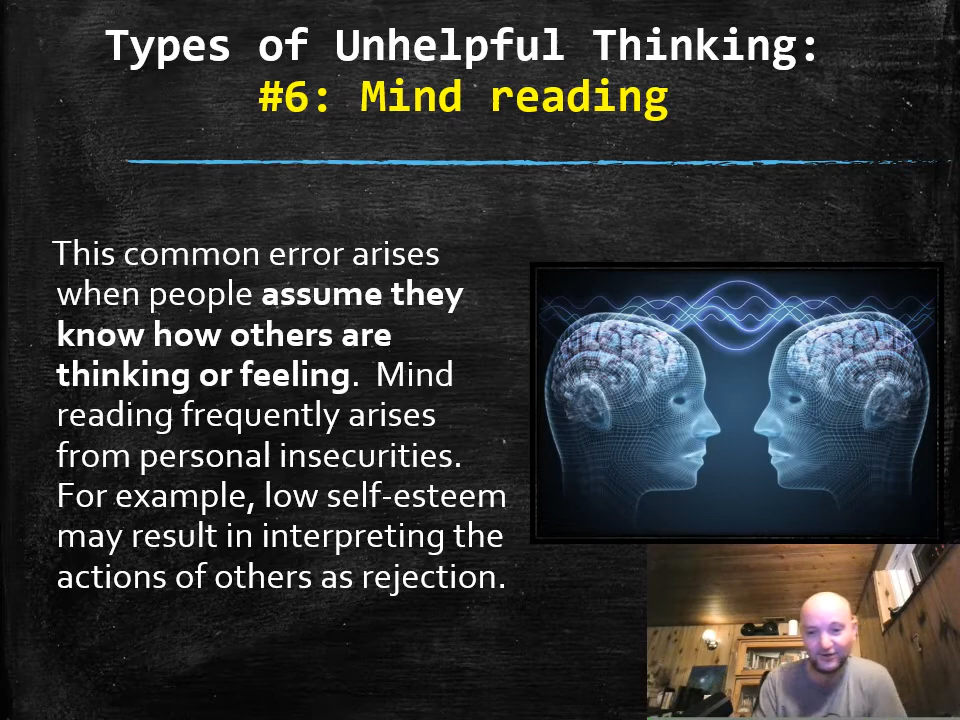 Types of Unhelpful Thinking:
#6: Mind reading
This common error arises
when people assume they
know how others are
thinking or feeling.  Mind
reading frequently arises
from personal insecurities.
For example, low self-esteem
may result in interpreting the
actions of others as rejection.